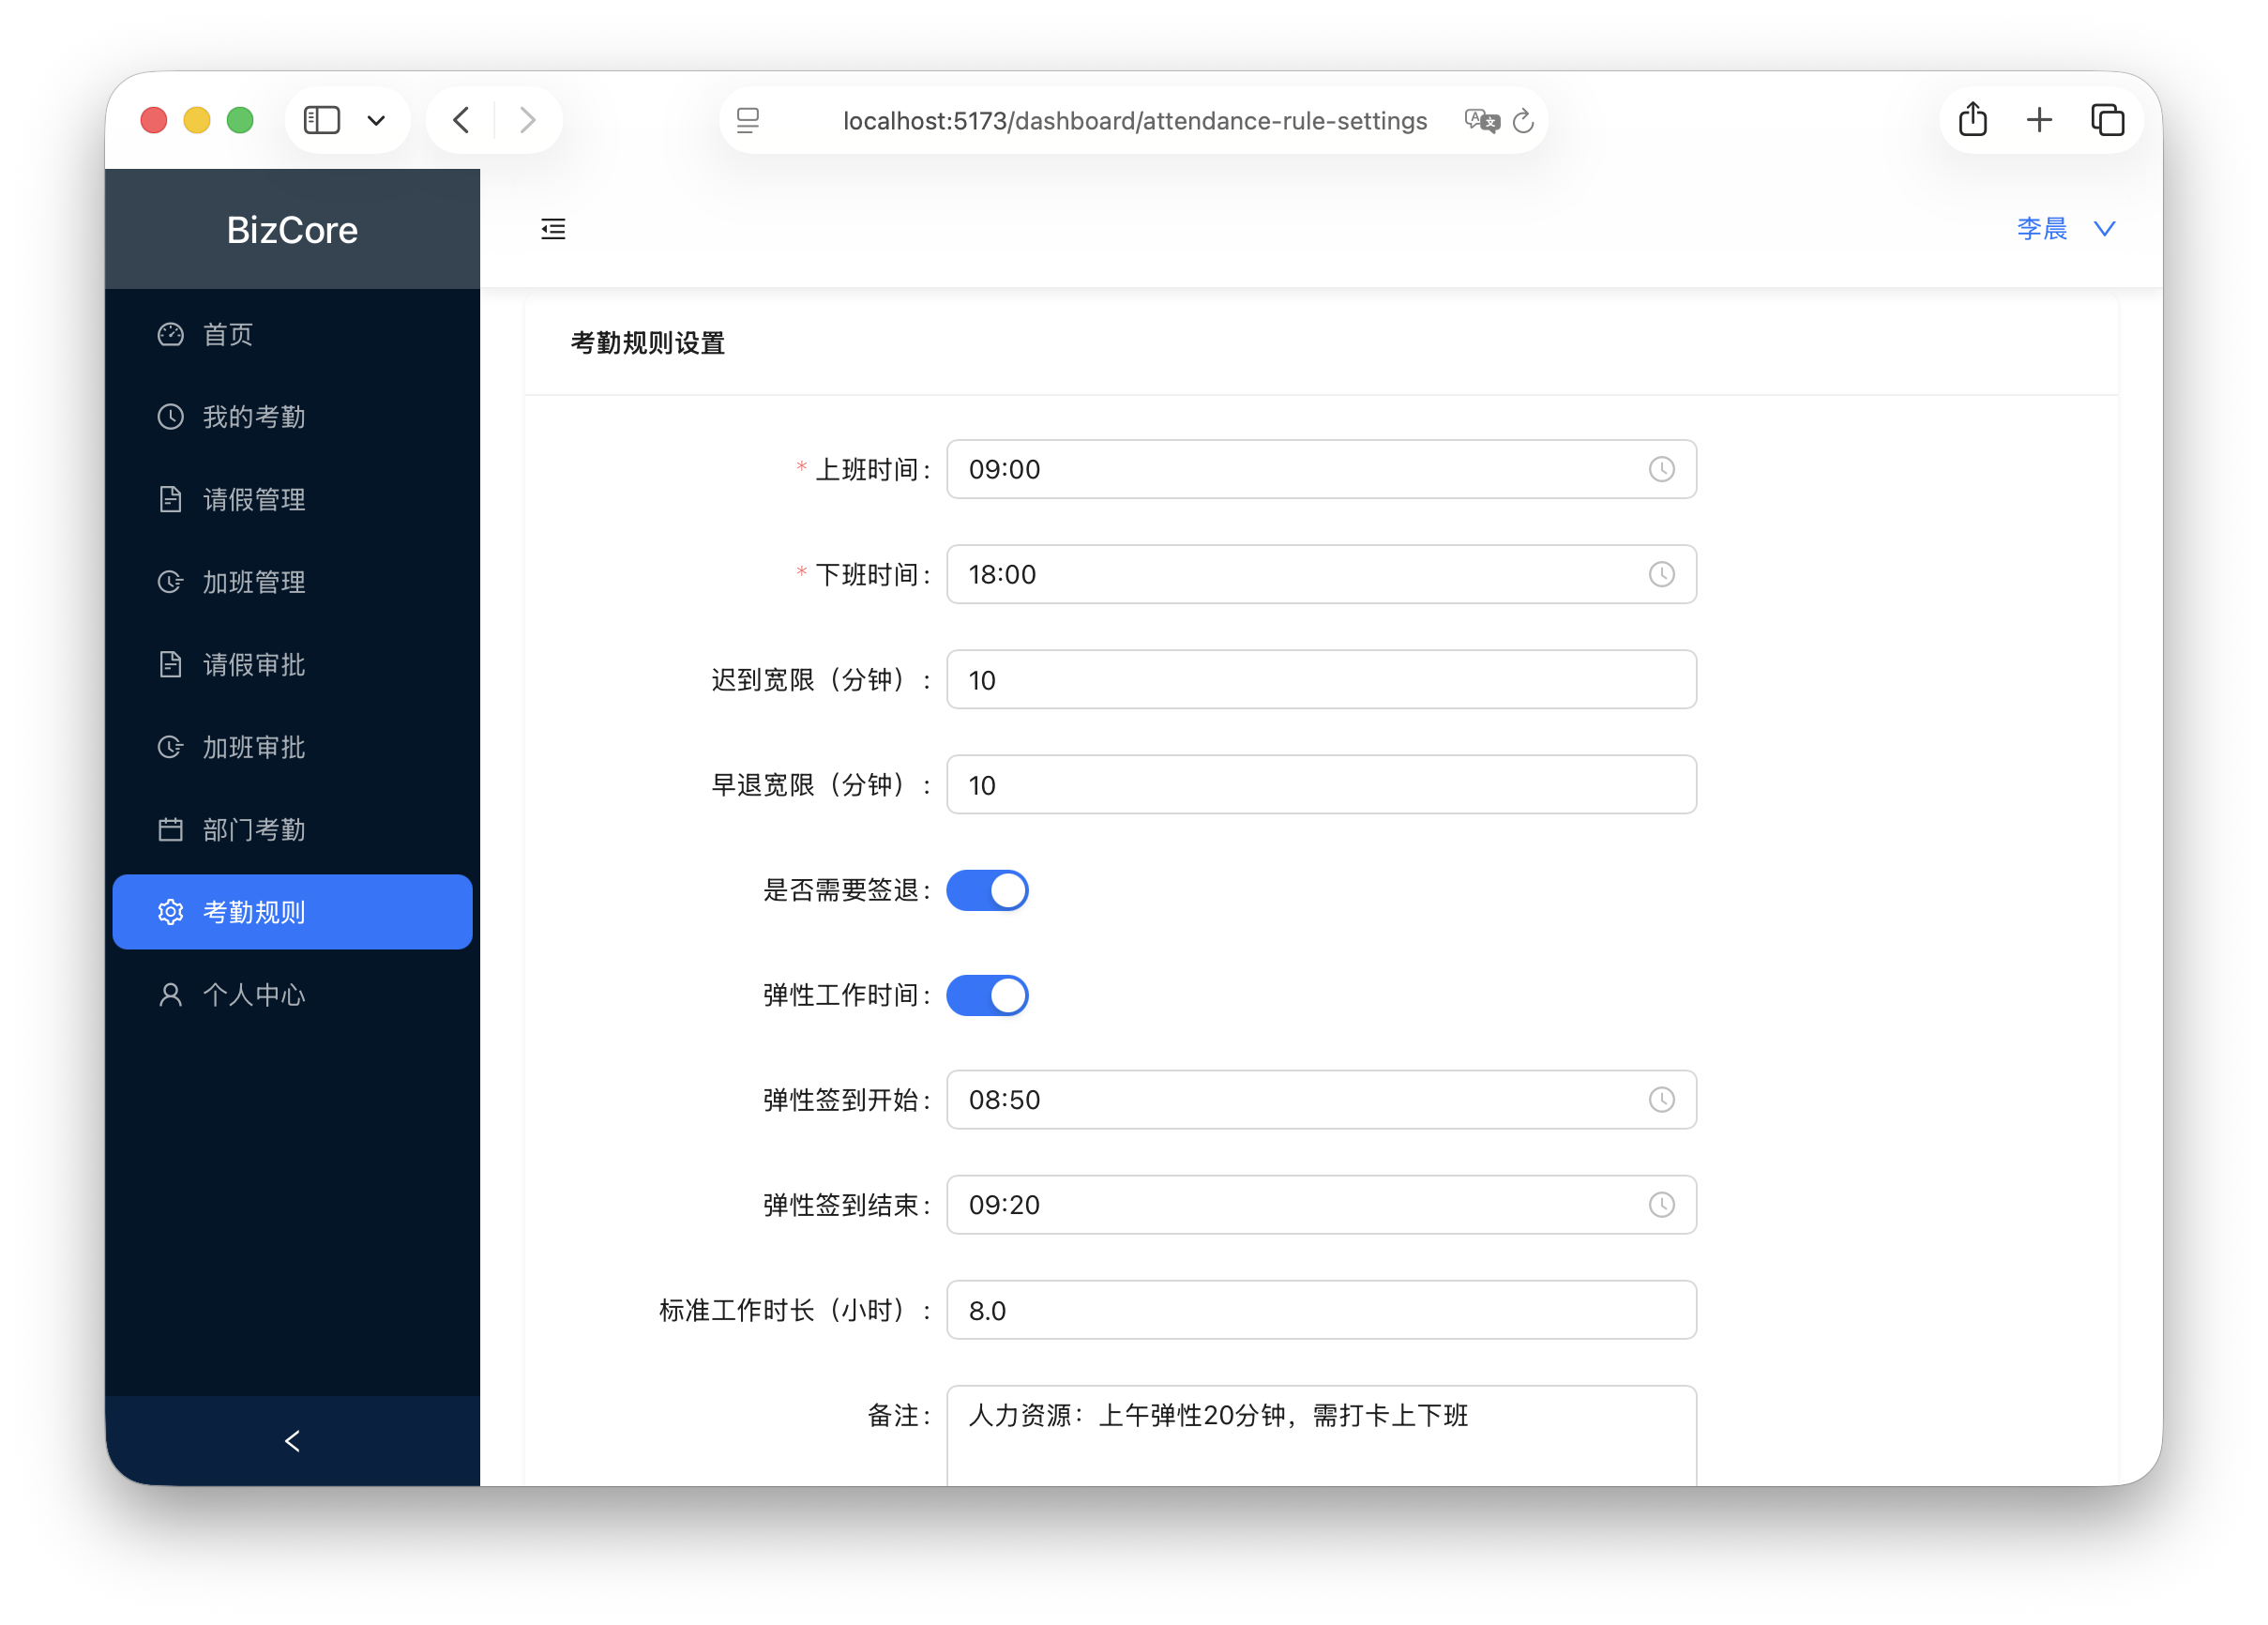 localhost:5173/dashboard/attendance-rule-settings
BizCore
李晨
首页
我的考勤
请假管理
加班管理
请假审批
加班审批
部门考勤
考勤规则
个人中心
考勤规则设置
* 上班时间: 09:00
* 下班时间: 18:00
迟到宽限（分钟）: 10
早退宽限（分钟）: 10
是否需要签退:
弹性工作时间:
弹性签到开始: 08:50
弹性签到结束: 09:20
标准工作时长（小时）: 8.0
备注: 人力资源：上午弹性20分钟，需打卡上下班